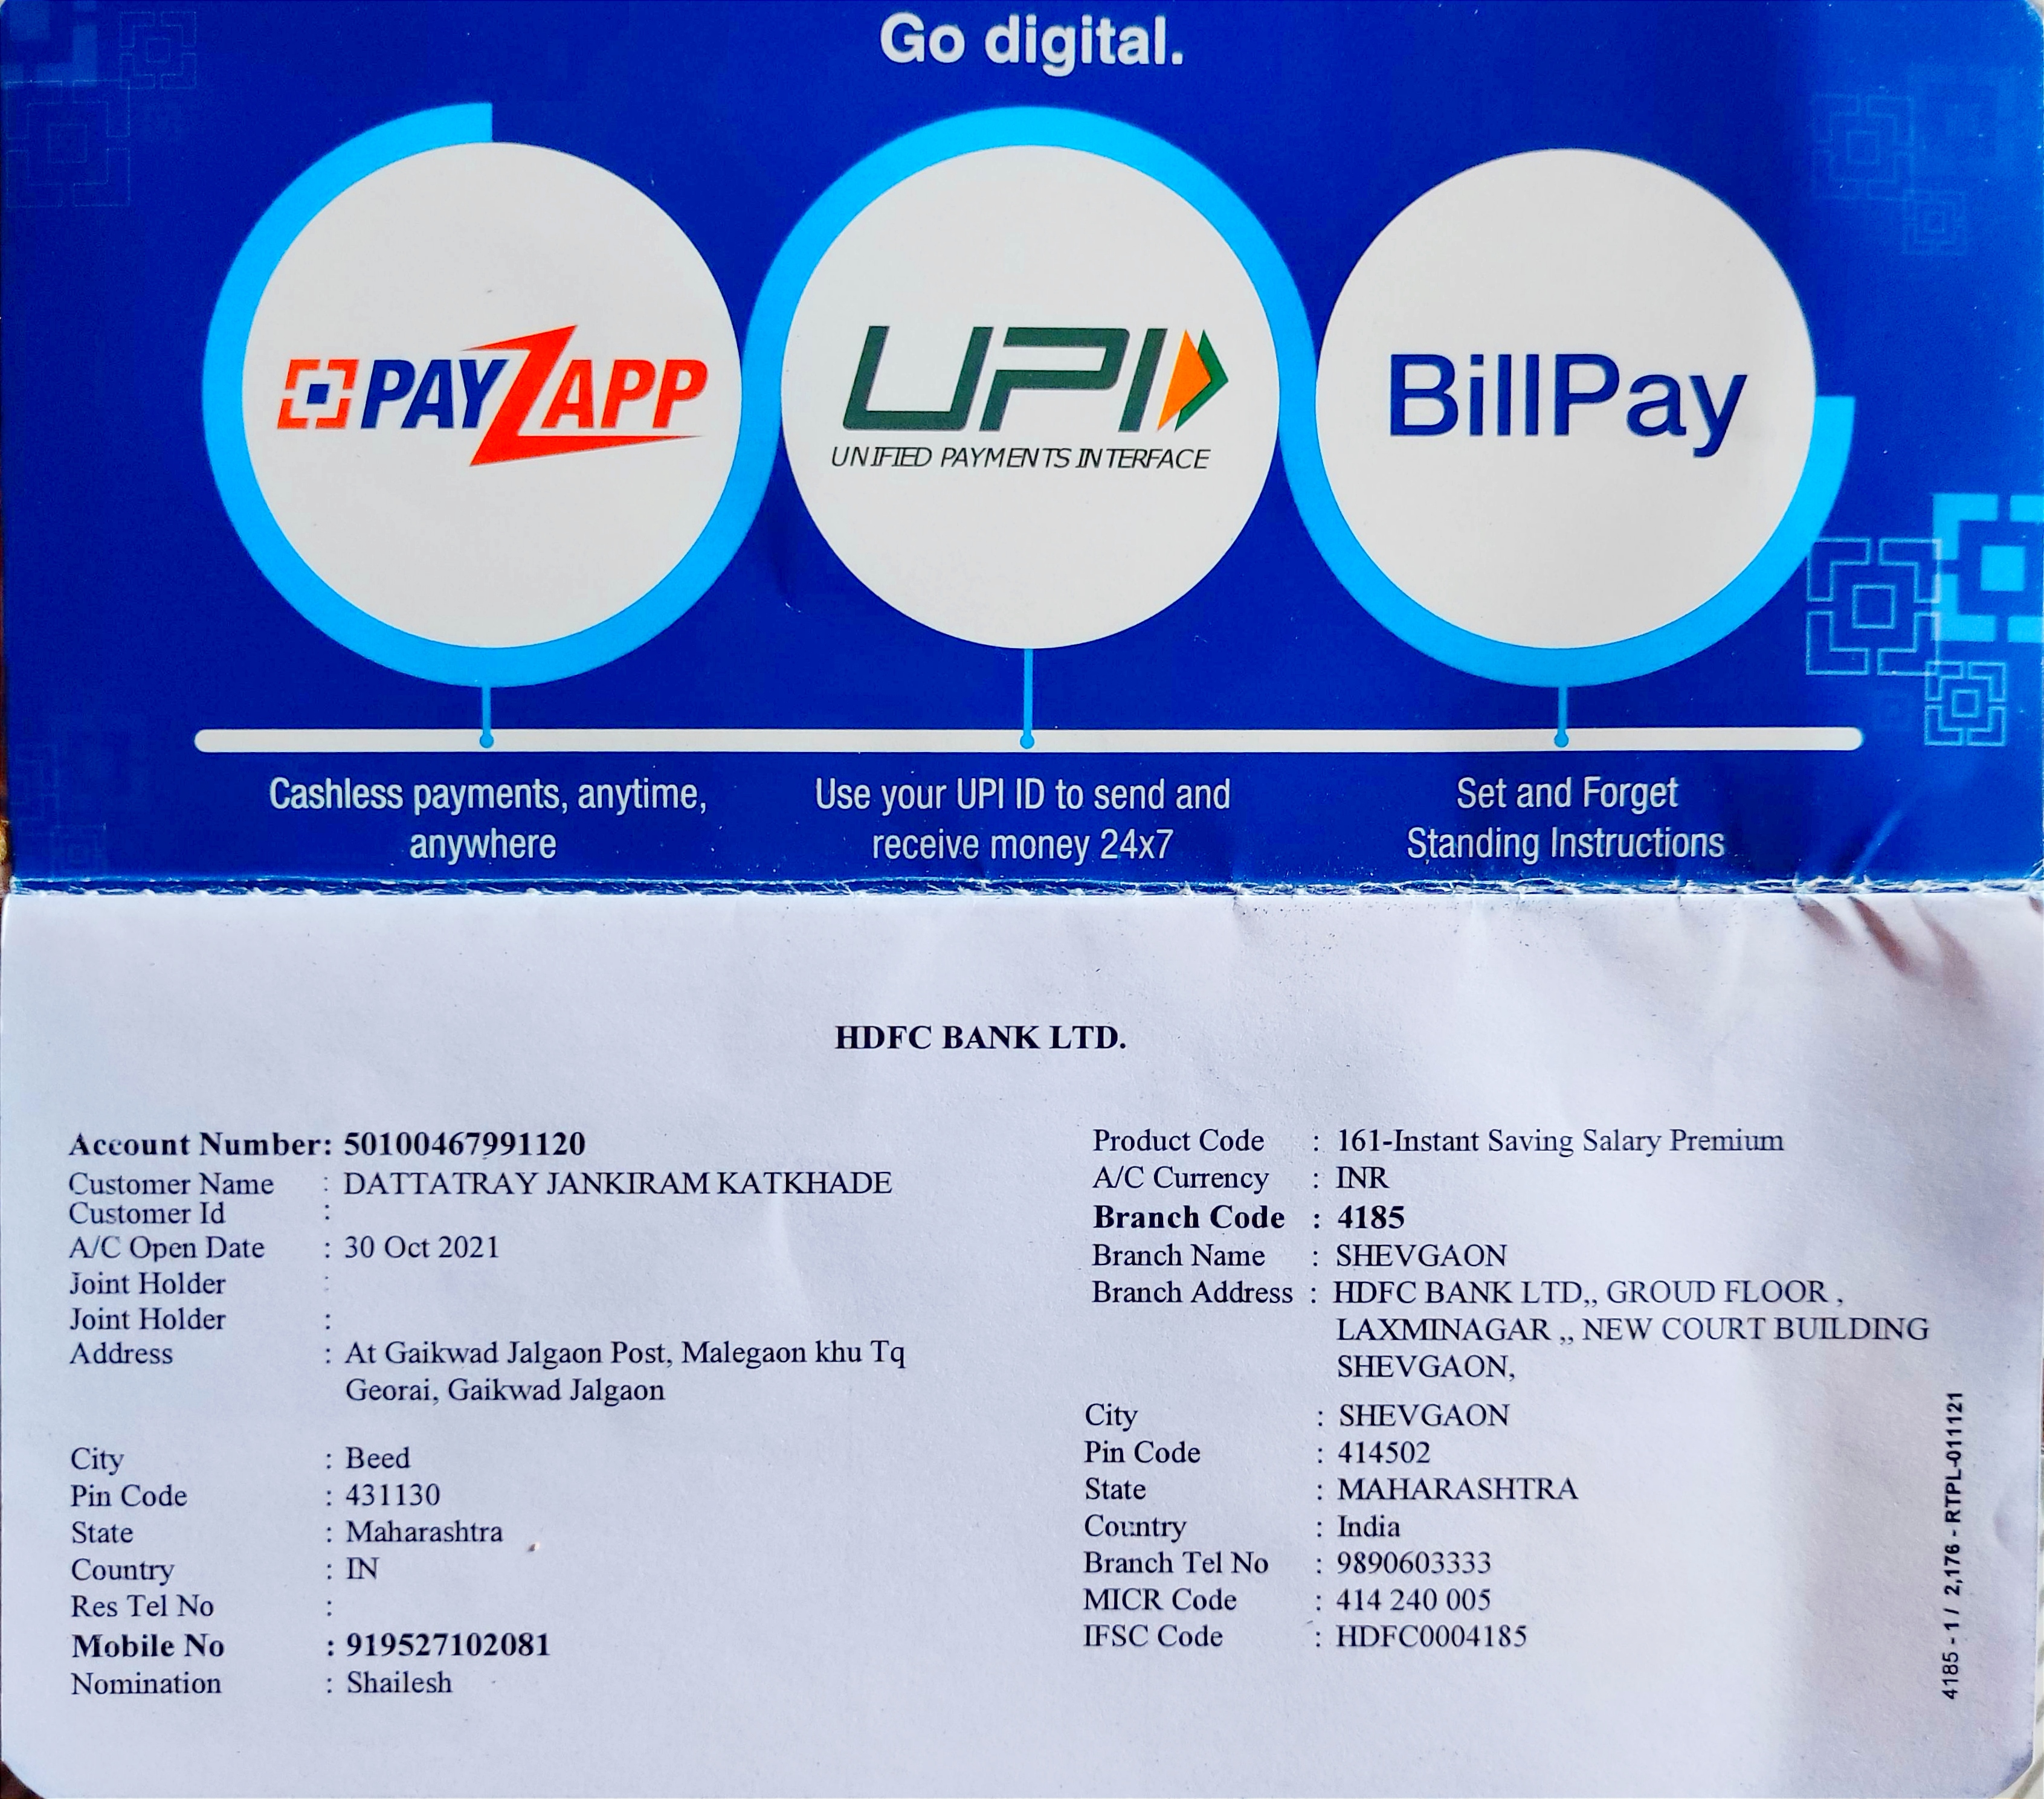 Go digital.
PAYZAPP
UPI
UNIFIED PAYMENTS INTERFACE
BillPay
Cashless payments, anytime,
anywhere
Use your UPI ID to send and
receive money 24x7
Set and Forget
Standing Instructions
HDFC BANK LTD.
Account Number: 50100467991120
Customer Name : DATTATRAY JANKIRAM KATKHADE
Customer Id :
A/C Open Date : 30 Oct 2021
Joint Holder :
Joint Holder :
Address : At Gaikwad Jalgaon Post, Malegaon khu Tq
Georai, Gaikwad Jalgaon
City : Beed
Pin Code : 431130
State : Maharashtra
Country : IN
Res Tel No :
Mobile No : 919527102081
Nomination : Shailesh
Product Code : 161-Instant Saving Salary Premium
A/C Currency : INR
Branch Code : 4185
Branch Name : SHEVGAON
Branch Address : HDFC BANK LTD,, GROUD FLOOR ,
LAXMINAGAR ,, NEW COURT BUILDING
SHEVGAON,
City : SHEVGAON
Pin Code : 414502
State : MAHARASHTRA
Country : India
Branch Tel No : 9890603333
MICR Code : 414 240 005
IFSC Code : HDFC0004185
4185 - 1 / 2,176 - RTPL-011121